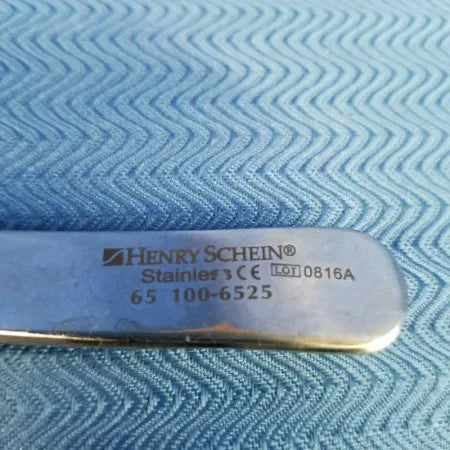 HENRY SCHEIN®
Stainless CE LOT 0816A
65 100-6525